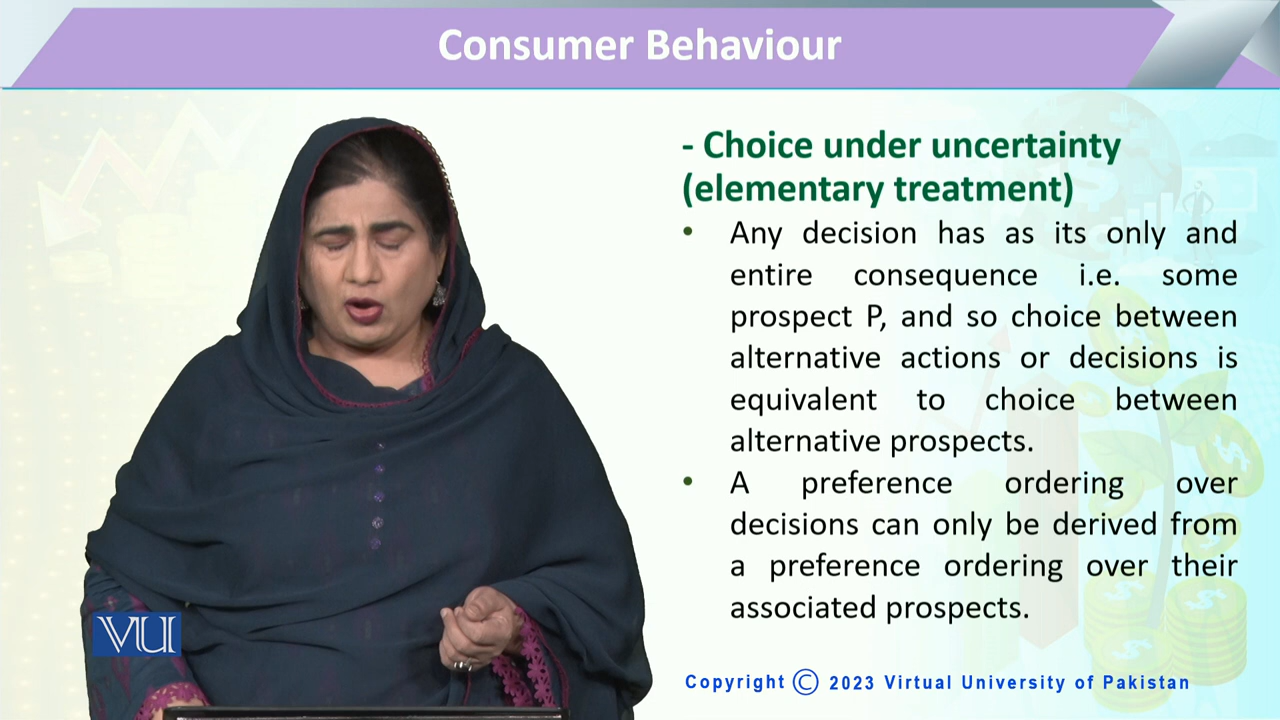 Consumer Behaviour
- Choice under uncertainty
(elementary treatment)
• Any decision has as its only and
entire consequence i.e. some
prospect P, and so choice between
alternative actions or decisions is
equivalent to choice between
alternative prospects.
• A preference ordering over
decisions can only be derived from
a preference ordering over their
associated prospects.
VU
Copyright © 2023 Virtual University of Pakistan